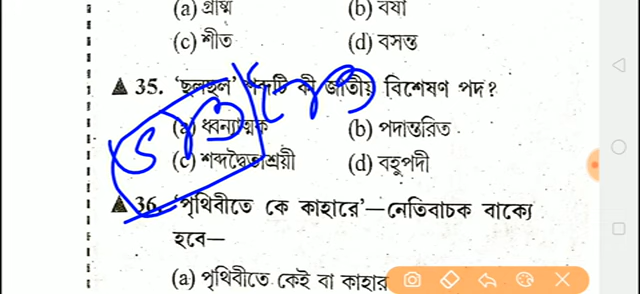 (a) গ্রীষ্ম (b) বর্ষা
(c) শীত (d) বসন্ত
▲ 35. ‘ছলছল’ শব্দটি কী জাতীয় বিশেষণ পদ?
(a) ধ্বন্যাত্মক (b) পদান্তরিত
(c) শব্দদ্বৈতাশ্রয়ী (d) বহুপদী
▲ 36. ‘পৃথিবীতে কে কাহারে’—নেতিবাচক বাক্যে
হবে—
(a) পৃথিবীতে কেই বা কাহার